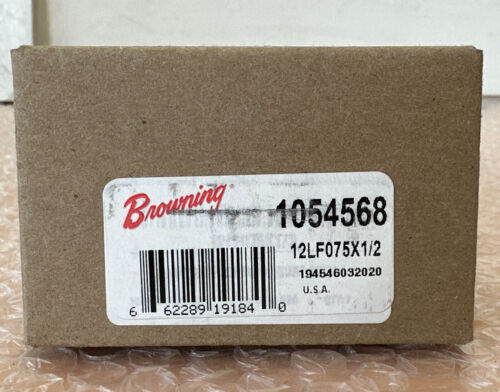 Browning
1054568
12LF075X1/2
194546032020
U.S.A.
6 62289 19184 0